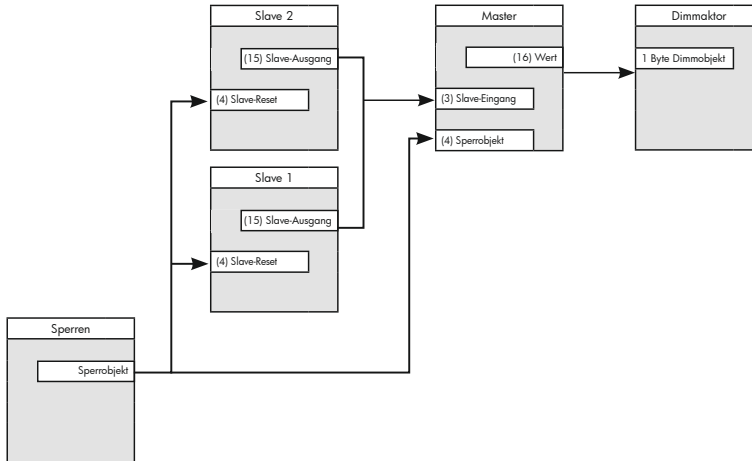 Slave 2
(15) Slave-Ausgang
(4) Slave-Reset
Master
(16) Wert
(3) Slave-Eingang
(4) Sperrobjekt
Dimmaktor
1 Byte Dimmobjekt
Slave 1
(15) Slave-Ausgang
(4) Slave-Reset
Sperren
Sperrobjekt